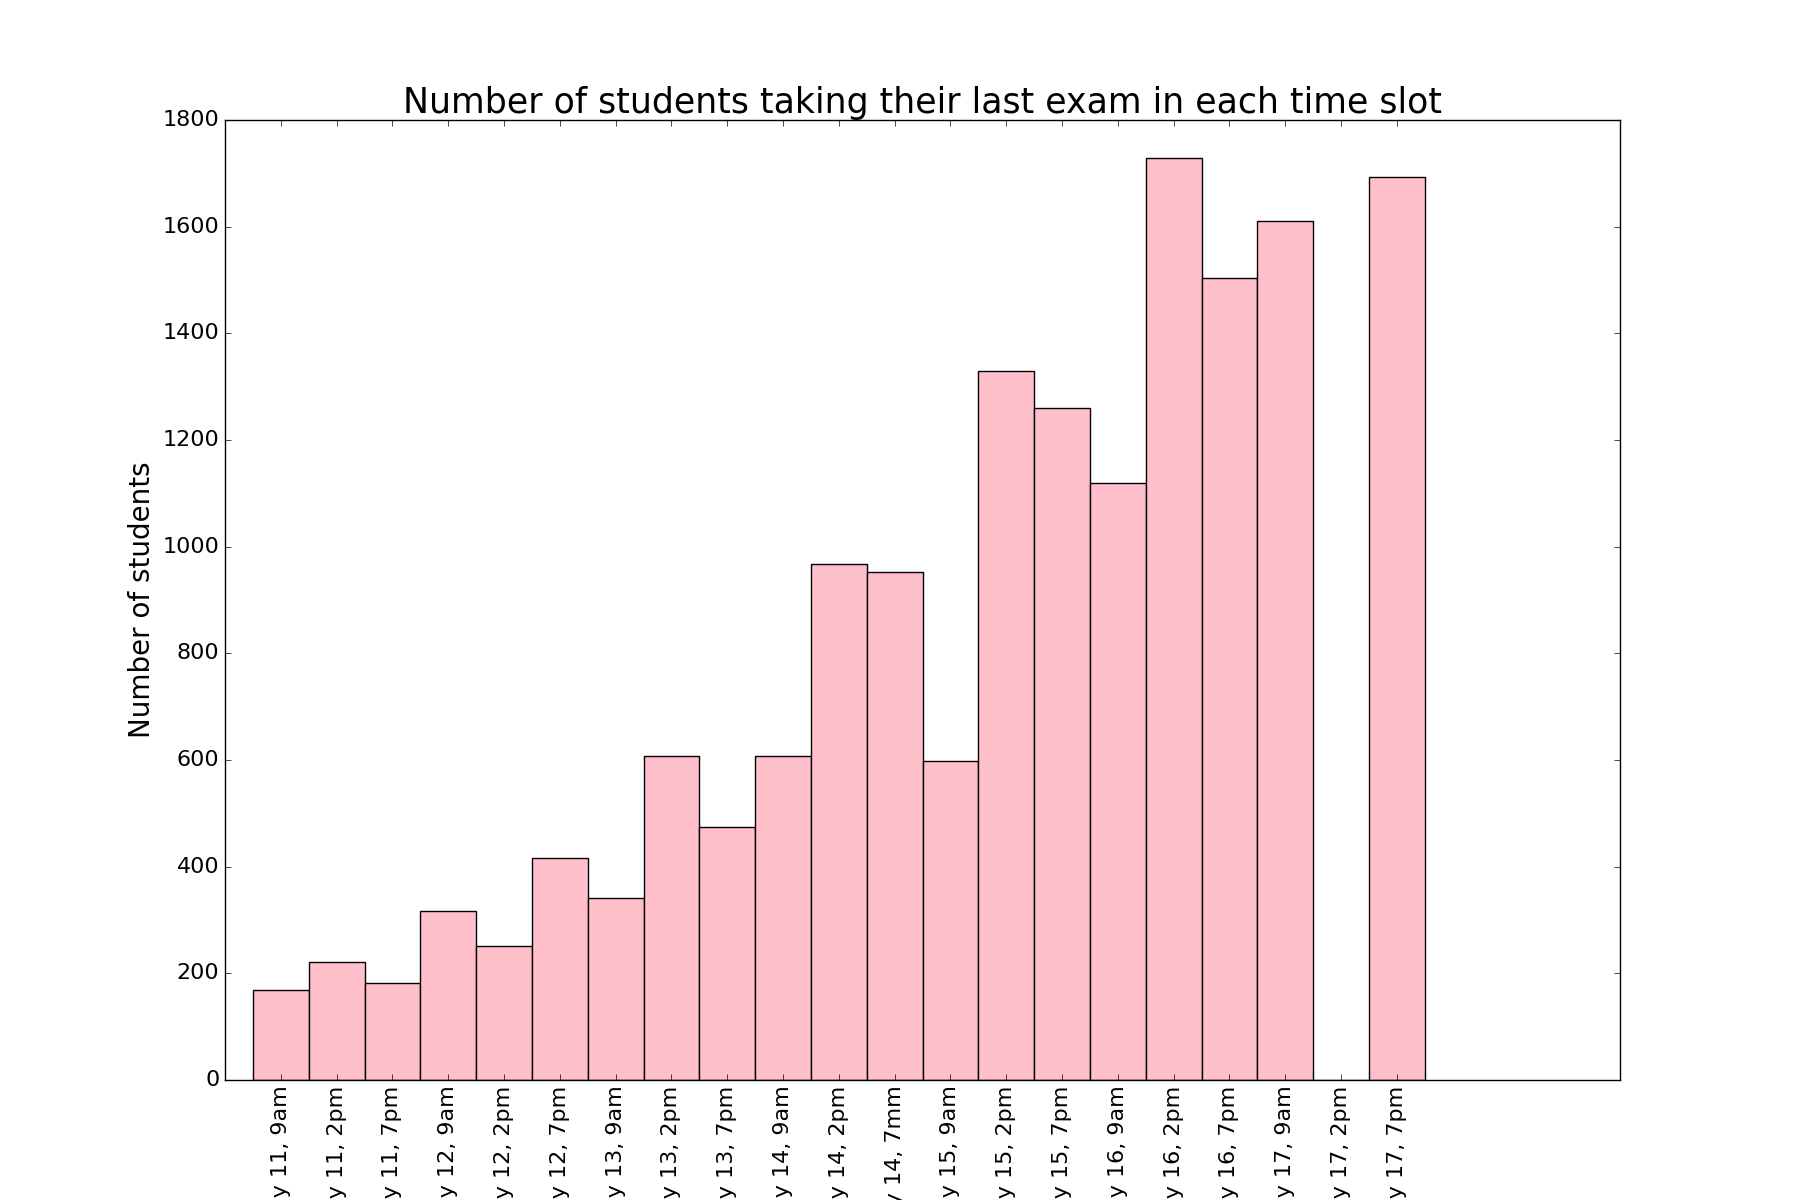 Number of students taking their last exam in each time slot
Number of students
1800
1600
1400
1200
1000
800
600
400
200
0
y 11, 9am
y 11, 2pm
y 11, 7pm
y 12, 9am
y 12, 2pm
y 12, 7pm
y 13, 9am
y 13, 2pm
y 13, 7pm
y 14, 9am
y 14, 2pm
y 14, 7mm
y 15, 9am
y 15, 2pm
y 15, 7pm
y 16, 9am
y 16, 2pm
y 16, 7pm
y 17, 9am
y 17, 2pm
y 17, 7pm